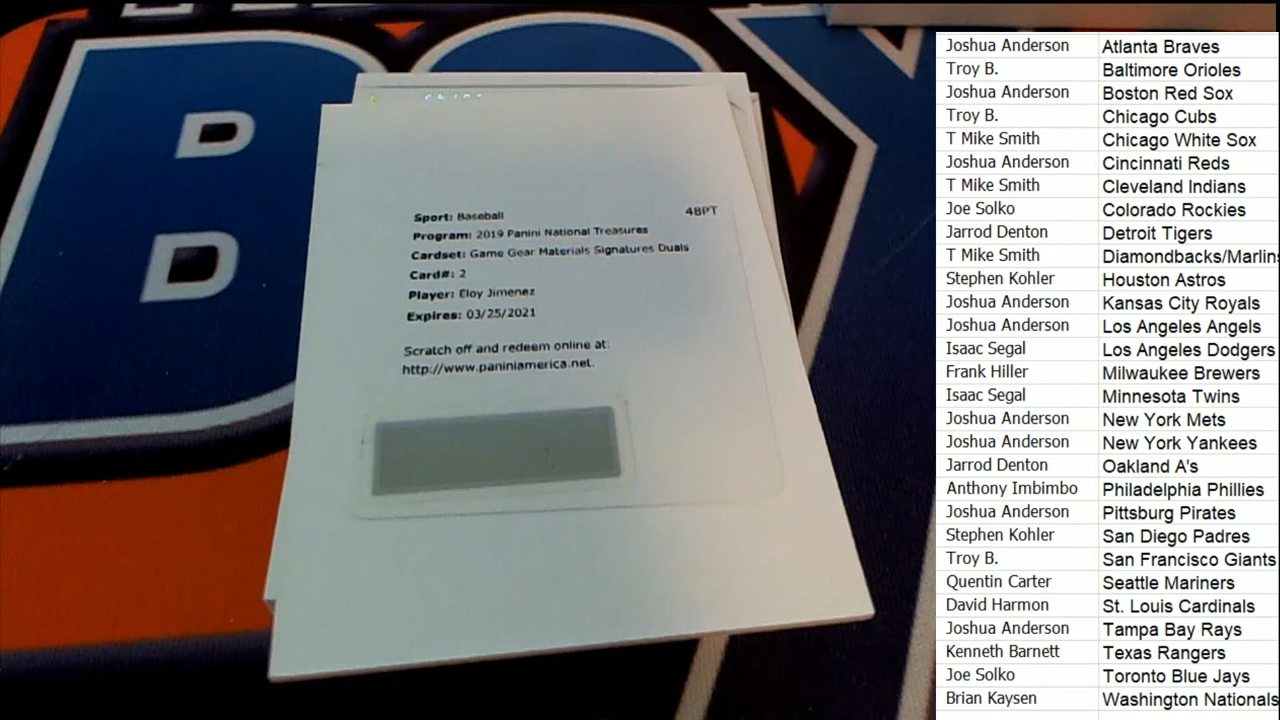 Sport: Baseball
48PT
Program: 2019 Panini National Treasures
Cardset: Game Gear Materials Signatures Duals
Card#: 2
Player: Eloy Jimenez
Expires: 03/25/2021
Scratch off and redeem online at:
http://www.paniniamerica.net.
Joshua Anderson Atlanta Braves
Troy B. Baltimore Orioles
Joshua Anderson Boston Red Sox
Troy B. Chicago Cubs
T Mike Smith Chicago White Sox
Joshua Anderson Cincinnati Reds
T Mike Smith Cleveland Indians
Joe Solko Colorado Rockies
Jarrod Denton Detroit Tigers
T Mike Smith Diamondbacks/Marlins
Stephen Kohler Houston Astros
Joshua Anderson Kansas City Royals
Joshua Anderson Los Angeles Angels
Isaac Segal Los Angeles Dodgers
Frank Hiller Milwaukee Brewers
Isaac Segal Minnesota Twins
Joshua Anderson New York Mets
Joshua Anderson New York Yankees
Jarrod Denton Oakland A's
Anthony Imbimbo Philadelphia Phillies
Joshua Anderson Pittsburg Pirates
Stephen Kohler San Diego Padres
Troy B. San Francisco Giants
Quentin Carter Seattle Mariners
David Harmon St. Louis Cardinals
Joshua Anderson Tampa Bay Rays
Kenneth Barnett Texas Rangers
Joe Solko Toronto Blue Jays
Brian Kaysen Washington Nationals